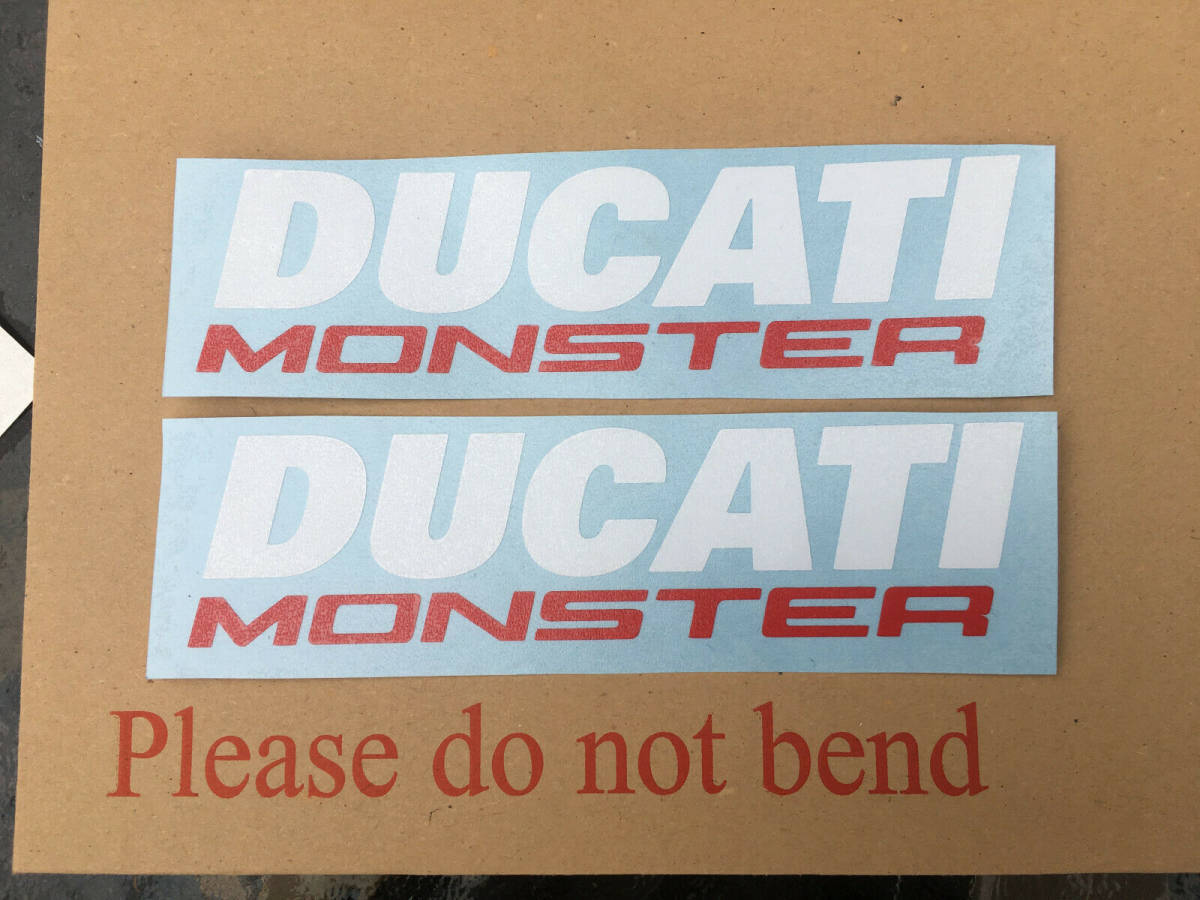 DUCATI
MONSTER
DUCATI
MONSTER
Please do not bend